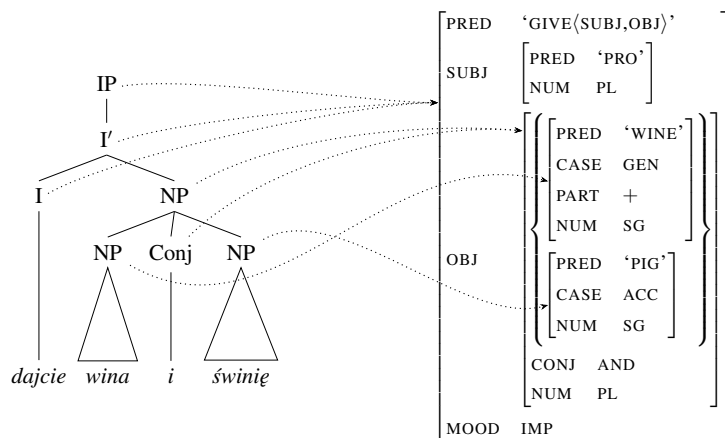 IP
I′
I NP
NP Conj NP
dajcie wina i świnię
PRED ‘GIVE⟨SUBJ,OBJ⟩’
SUBJ
PRED ‘PRO’
NUM PL
OBJ
PRED ‘WINE’
CASE GEN
PART +
NUM SG
PRED ‘PIG’
CASE ACC
NUM SG
CONJ AND
NUM PL
MOOD IMP